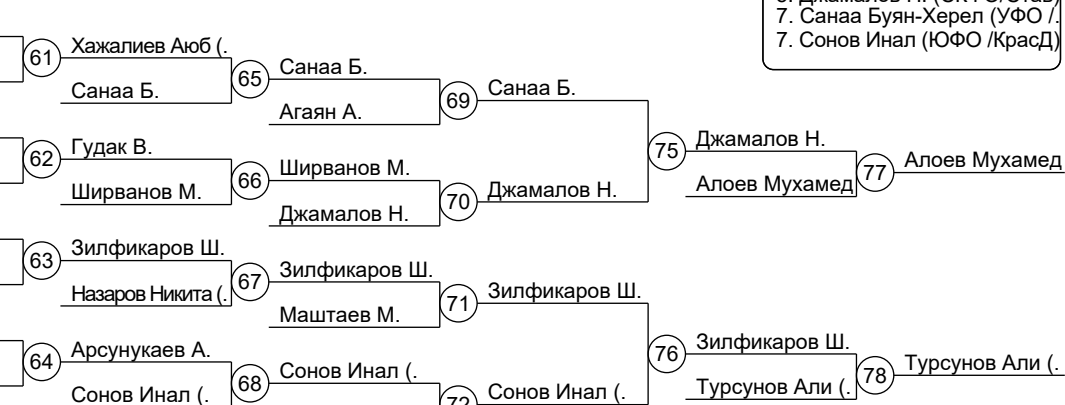 7. Санаа Буян-Херел (УФО /.
7. Сонов Инал (ЮФО /КрасД)
61
Хажалиев Аюб (.
Санаа Б.
65
Санаа Б.
Агаян А.
69
Санаа Б.
62
Гудак В.
Ширванов М.
66
Ширванов М.
Джамалов Н.
70
Джамалов Н.
75
Джамалов Н.
Алоев Мухамед
77
Алоев Мухамед
63
Зилфикаров Ш.
Назаров Никита (.
67
Зилфикаров Ш.
Маштаев М.
71
Зилфикаров Ш.
64
Арсунукаев А.
Сонов Инал (.
68
Сонов Инал (.
72
Сонов Инал (.
76
Зилфикаров Ш.
Турсунов Али (.
78
Турсунов Али (.